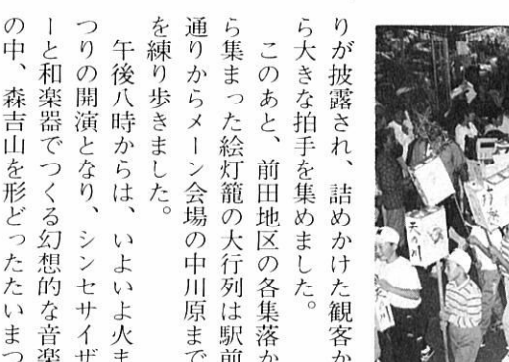 りが披露され、詰めかけた観客か
ら大きな拍手を集めました。
このあと、前田地区の各集落か
ら集まった絵灯籠の大行列は駅前
通りからメーン会場の中川原まで
を練り歩きました。
午後八時からは、いよいよ火ま
つりの開演となり、シンセサイザ
ーと和楽器でつくる幻想的な音楽
の中、森吉山を形どったたいまつ